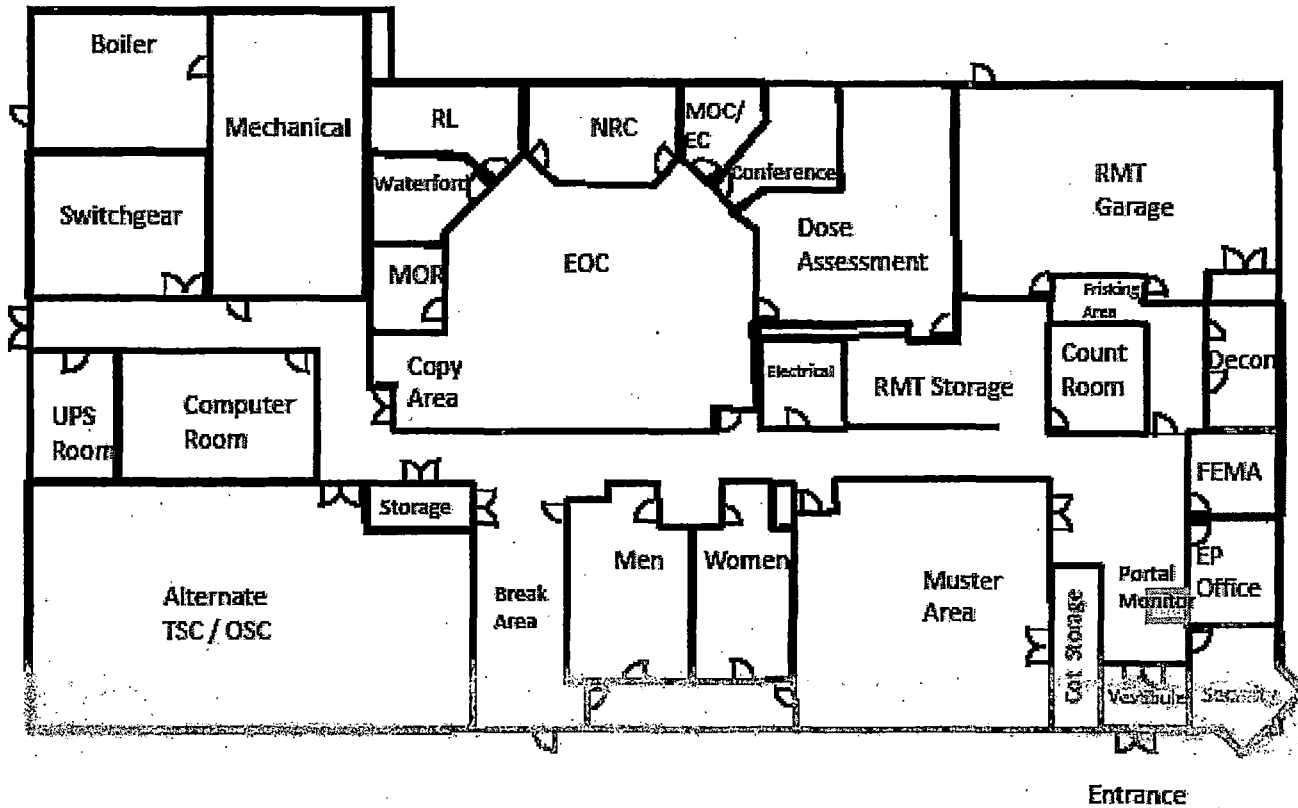 Boiler
Mechanical
Switchgear
RL
NRC
MOC/
EC
Conference
Waterford
MOR
EOC
Dose
Assessment
RMT
Garage
Frisking
Area
Copy
Area
Electrical
RMT Storage
Count
Room
Decon
UPS
Room
Computer
Room
FEMA
Storage
Alternate
TSC / OSC
Break
Area
Men
Women
Muster
Area
Cot Storage
Portal
Monitor
EP
Office
Vestibule
Security
Entrance